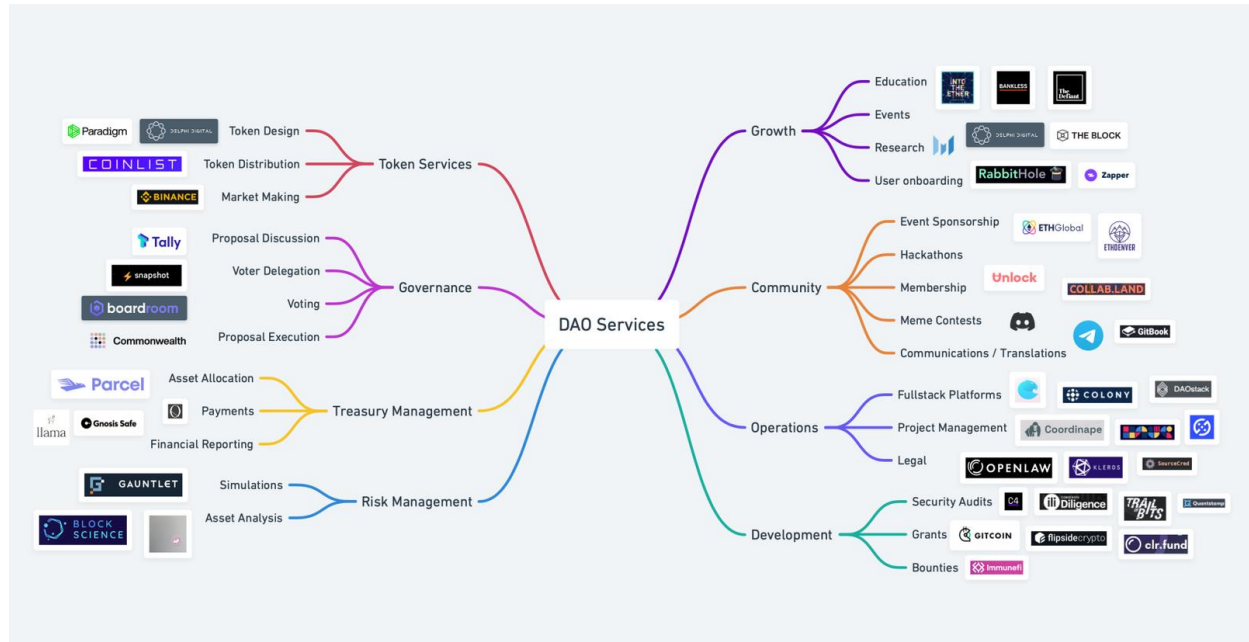 DAO Services
Token Services
Token Design
Paradigm
DELPHI DIGITAL
Token Distribution
COINLIST
Market Making
BINANCE
Governance
Proposal Discussion
Tally
Voter Delegation
snapshot
Voting
boardroom
Proposal Execution
Commonwealth
Treasury Management
Asset Allocation
Parcel
Payments
llama
Gnosis Safe
Financial Reporting
Risk Management
Simulations
GAUNTLET
Asset Analysis
BLOCK
SCIENCE
Growth
Education
INTO
THE
ETHER
BANKLESS
The
Defiant
Events
Research
DELPHI DIGITAL
THE BLOCK
User onboarding
RabbitHole
Zapper
Community
Event Sponsorship
ETHGlobal
ETHDENVER
Hackathons
Membership
Unlock
COLLAB.LAND
Meme Contests
GitBook
Communications / Translations
Operations
Fullstack Platforms
COLONY
DAOstack
Project Management
Coordinape
Legal
OPENLAW
KLEROS
SourceCred
Development
Security Audits
C4
Diligence
TRAIL
OF
BITS
Quantstamp
Grants
GITCOIN
flipsidecrypto
clr.fund
Bounties
Immunefi